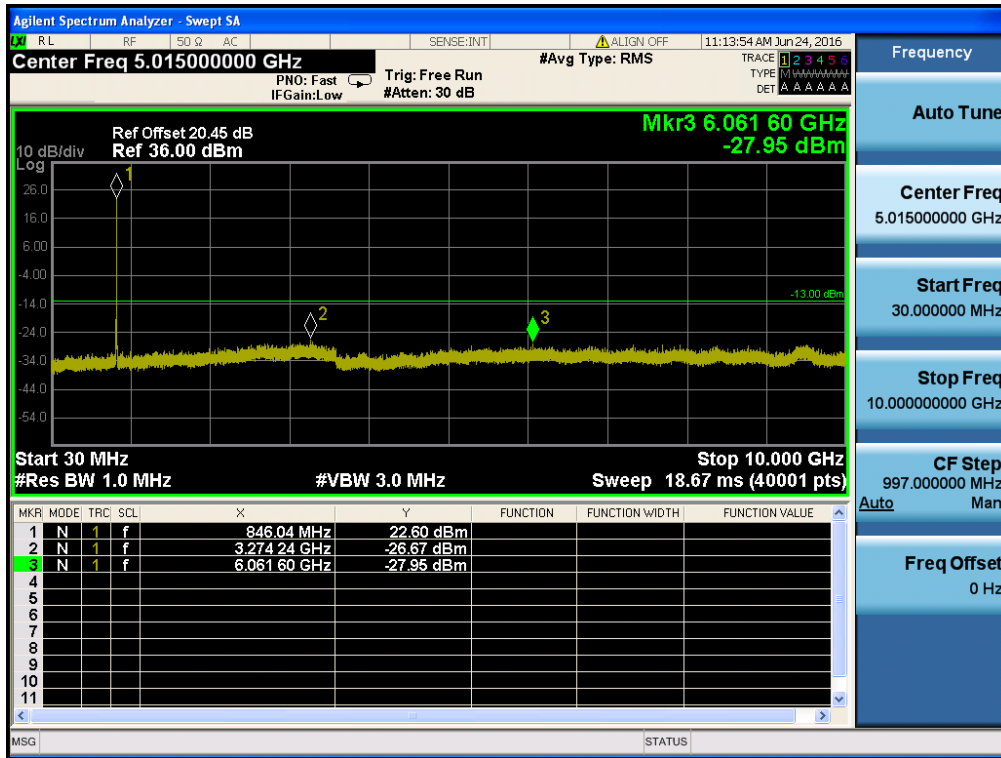 Agilent Spectrum Analyzer - Swept SA
LXI RL RF 50 Ω AC SENSE:INT ALIGN OFF 11:13:54 AM Jun 24, 2016
Center Freq 5.015000000 GHz #Avg Type: RMS TRACE 1 2 3 4 5 6
PNO: Fast Trig: Free Run TYPE M
IFGain:Low #Atten: 30 dB DET A A A A A A
Frequency
Auto Tune
Center Freq
5.015000000 GHz
Start Freq
30.000000 MHz
Stop Freq
10.000000000 GHz
CF Step
997.000000 MHz
Auto Man
Freq Offset
0 Hz
Mkr3 6.061 60 GHz
-27.95 dBm
Ref Offset 20.45 dB
10 dB/div Ref 36.00 dBm
Log
1
26.0
16.0
6.00
-4.00
-13.00 dBm
-14.0
2
3
-24.0
-34.0
-44.0
-54.0
Start 30 MHz Stop 10.000 GHz
#Res BW 1.0 MHz #VBW 3.0 MHz Sweep 18.67 ms (40001 pts)
MKR MODE TRC SCL X Y FUNCTION FUNCTION WIDTH FUNCTION VALUE
1 N 1 f 846.04 MHz 22.60 dBm
2 N 1 f 3.274 24 GHz -26.67 dBm
3 N 1 f 6.061 60 GHz -27.95 dBm
4
5
6
7
8
9
10
11
MSG STATUS